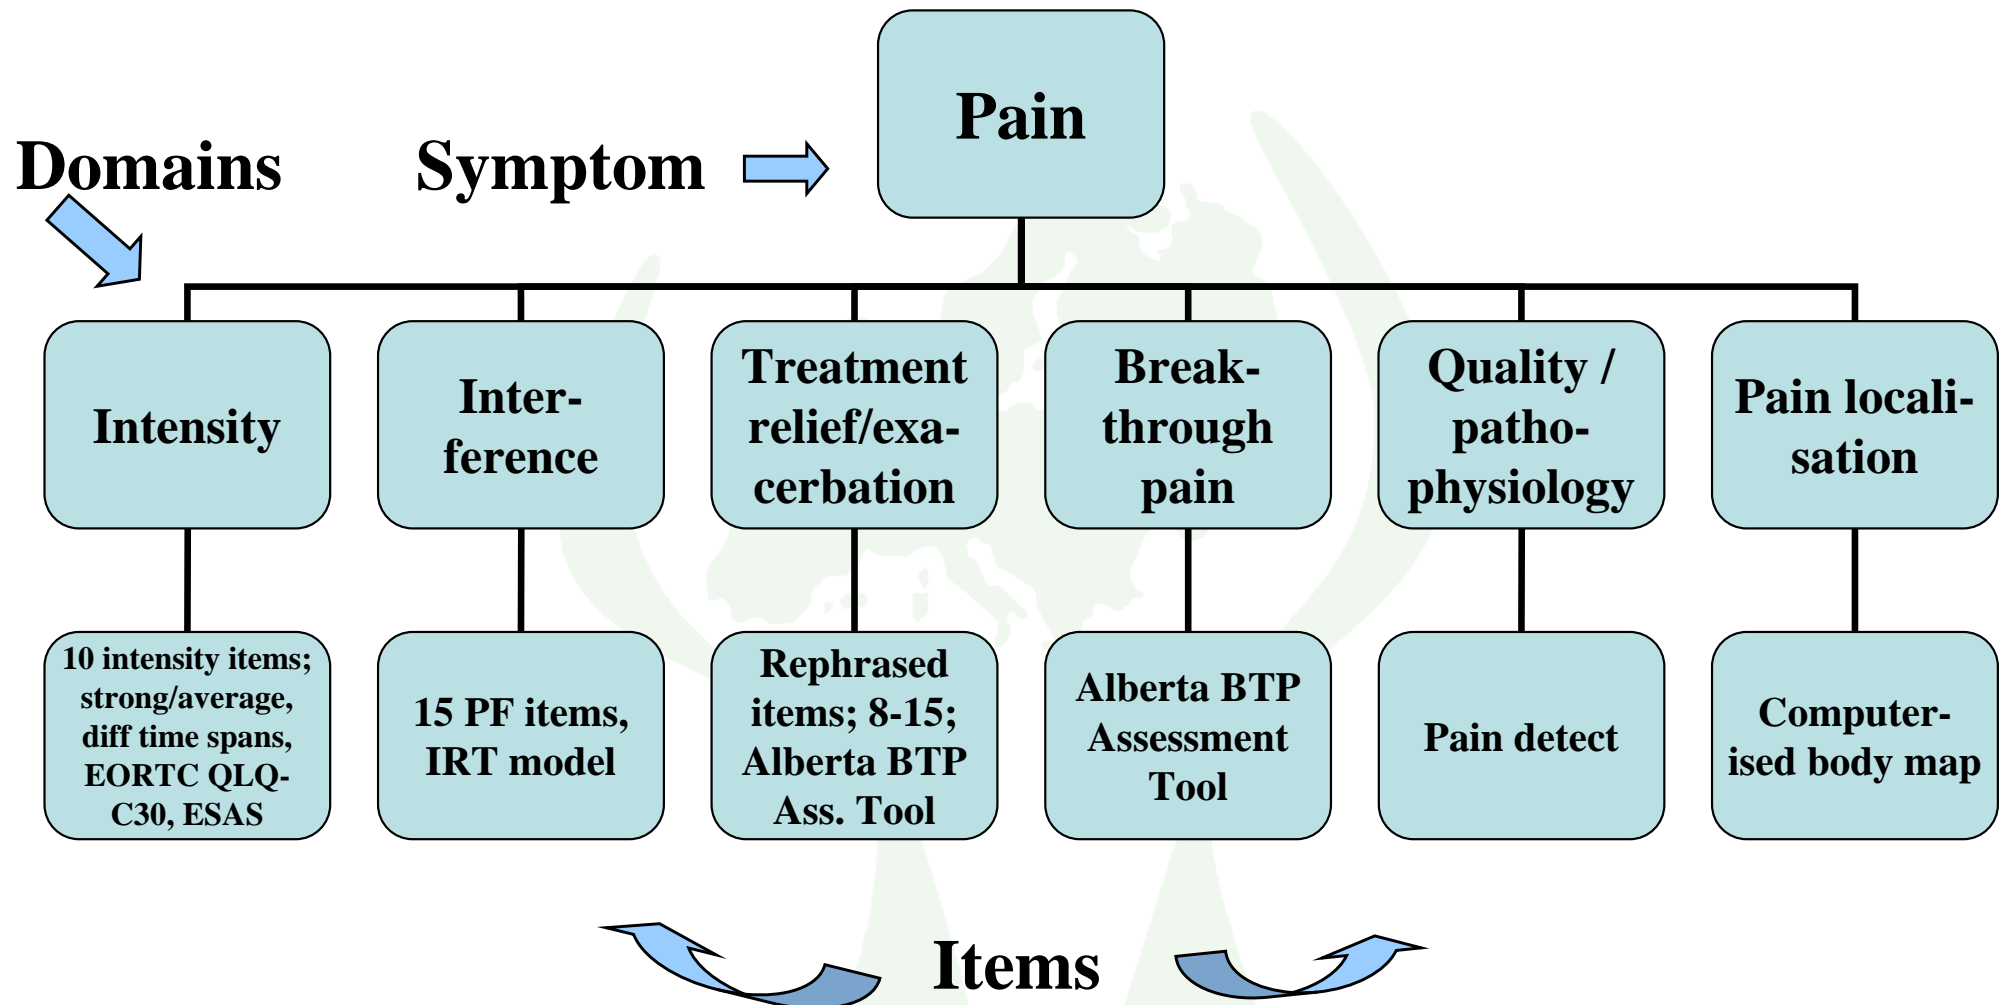 Pain
Domains
Symptom
Intensity
Inter-
ference
Treatment
relief/exa-
cerbation
Break-
through
pain
Quality /
patho-
physiology
Pain locali-
sation
10 intensity items;
strong/average,
diff time spans,
EORTC QLQ-
C30, ESAS
15 PF items,
IRT model
Rephrased
items; 8-15;
Alberta BTP
Ass. Tool
Alberta BTP
Assessment
Tool
Pain detect
Computer-
ised body map
Items